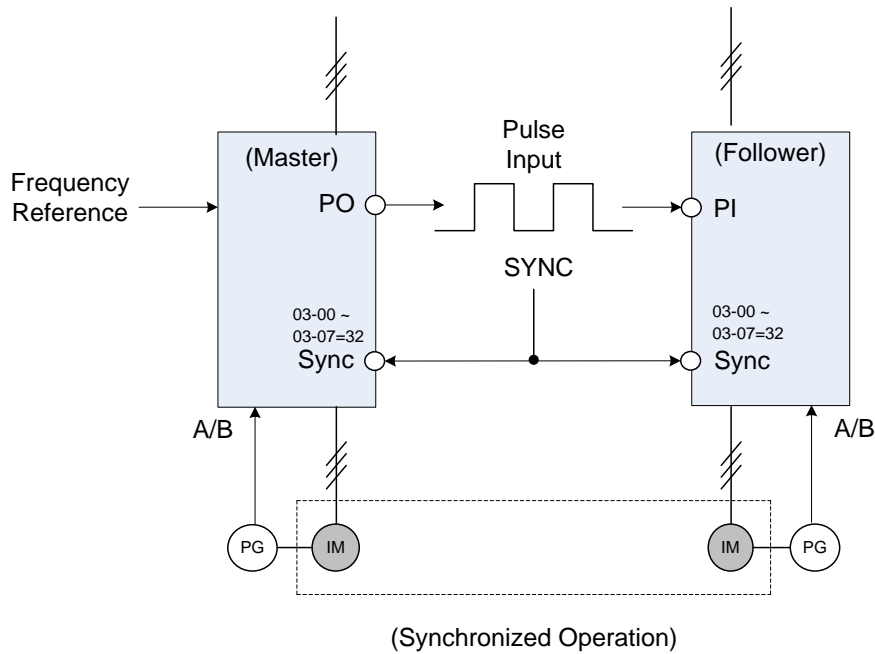 (Master)
(Follower)
Pulse
Input
Frequency
Reference
PO
PI
SYNC
03-00 ~
03-07=32
Sync
03-00 ~
03-07=32
Sync
A/B
A/B
PG
IM
IM
PG
(Synchronized Operation)